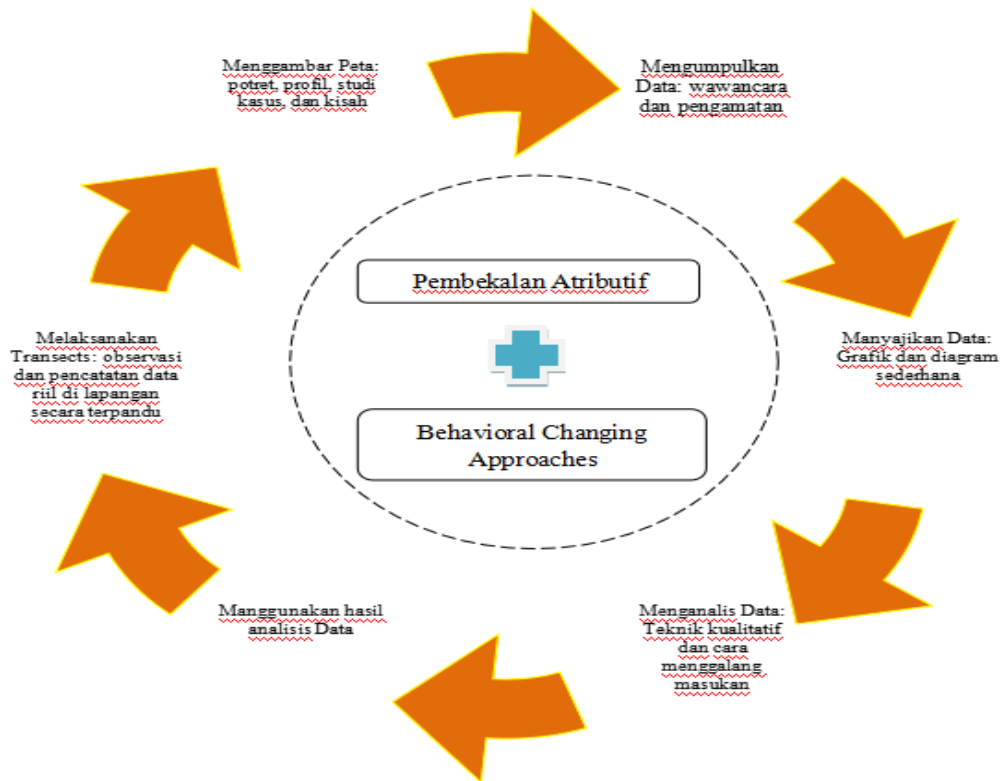 Menggambar Peta:
potret, profil, studi
kasus, dan kisah
Mengumpulkan
Data: wawancara
dan pengamatan
Manyajikan Data:
Grafik dan diagram
sederhana
Menganalis Data:
Teknik kualitatif
dan cara
menggalang
masukan
Manggunakan hasil
analisis Data
Melaksanakan
Transects: observasi
dan pencatatan data
riil di lapangan
secara terpandu
Pembekalan Atributif
Behavioral Changing
Approaches